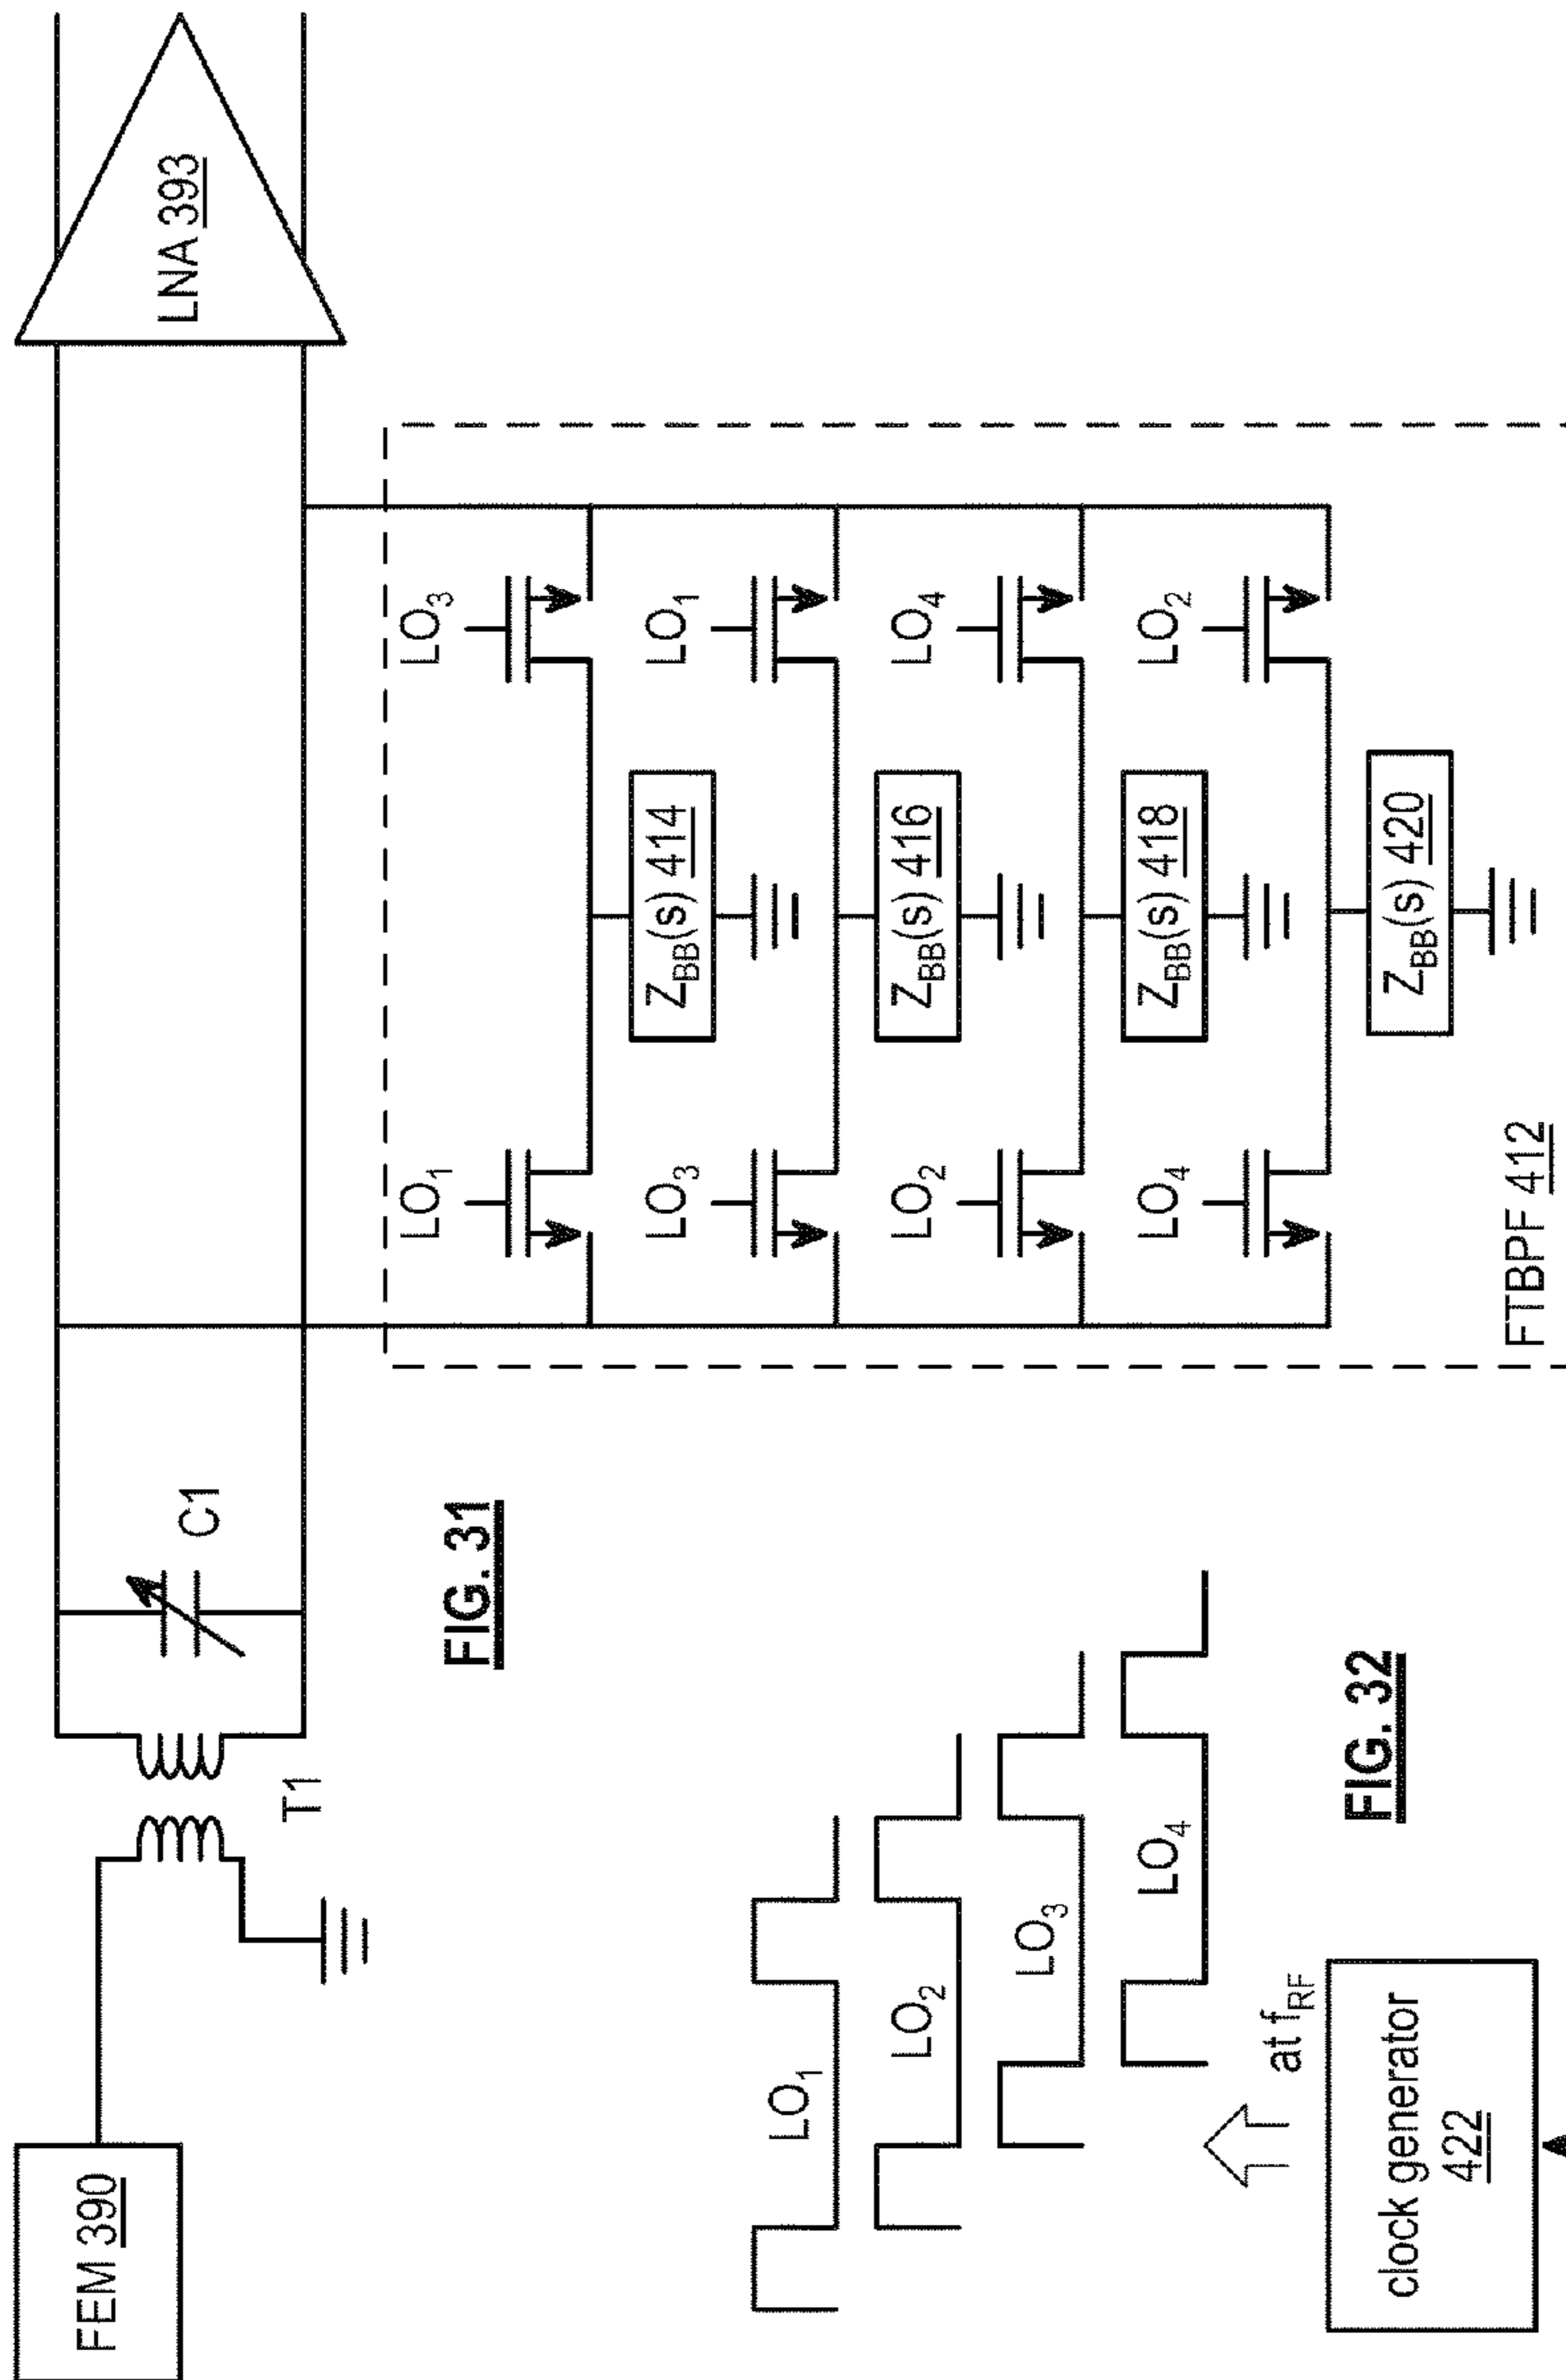 FEM 390
T1
C1
LNA 393
FIG. 31
LO1
LO3
ZBB(s) 414
LO3
LO1
ZBB(s) 416
LO2
LO4
ZBB(s) 418
LO4
LO2
ZBB(s) 420
FTBPF 412
LO1
LO2
LO3
LO4
at fRF
clock generator
422
FIG. 32